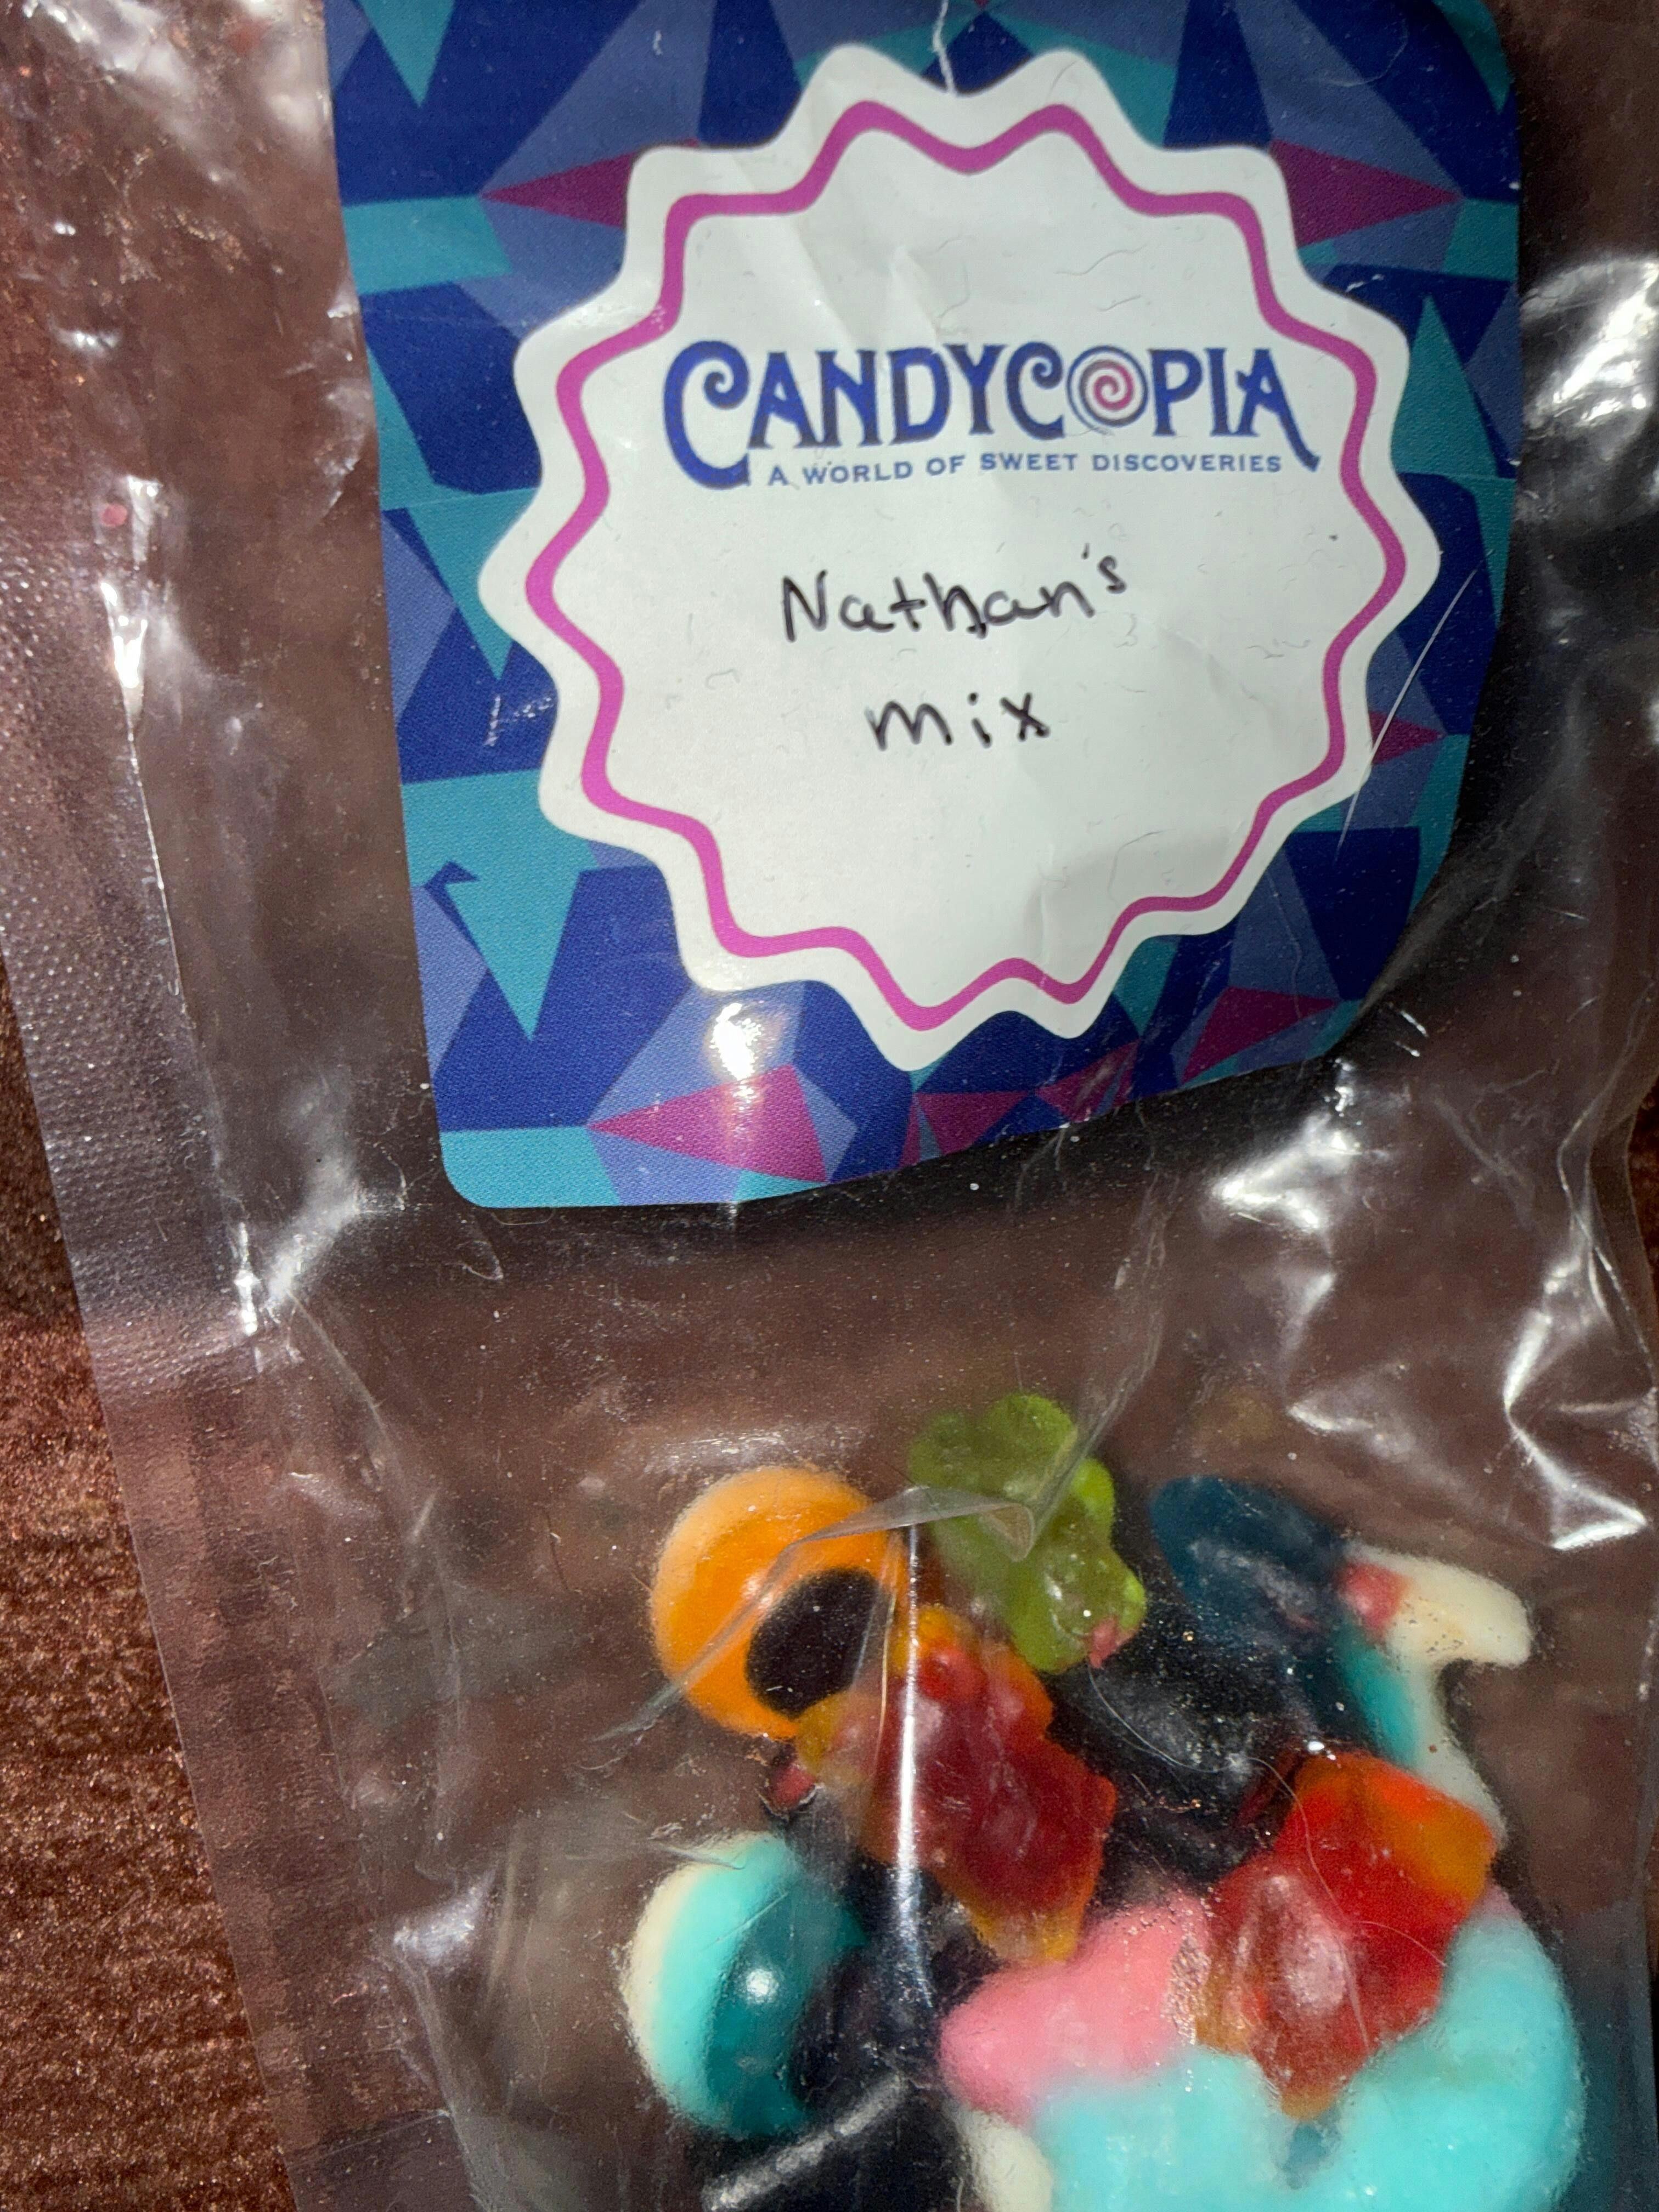 CANDYCOPIA
A WORLD OF SWEET DISCOVERIES
Nathan's
mix